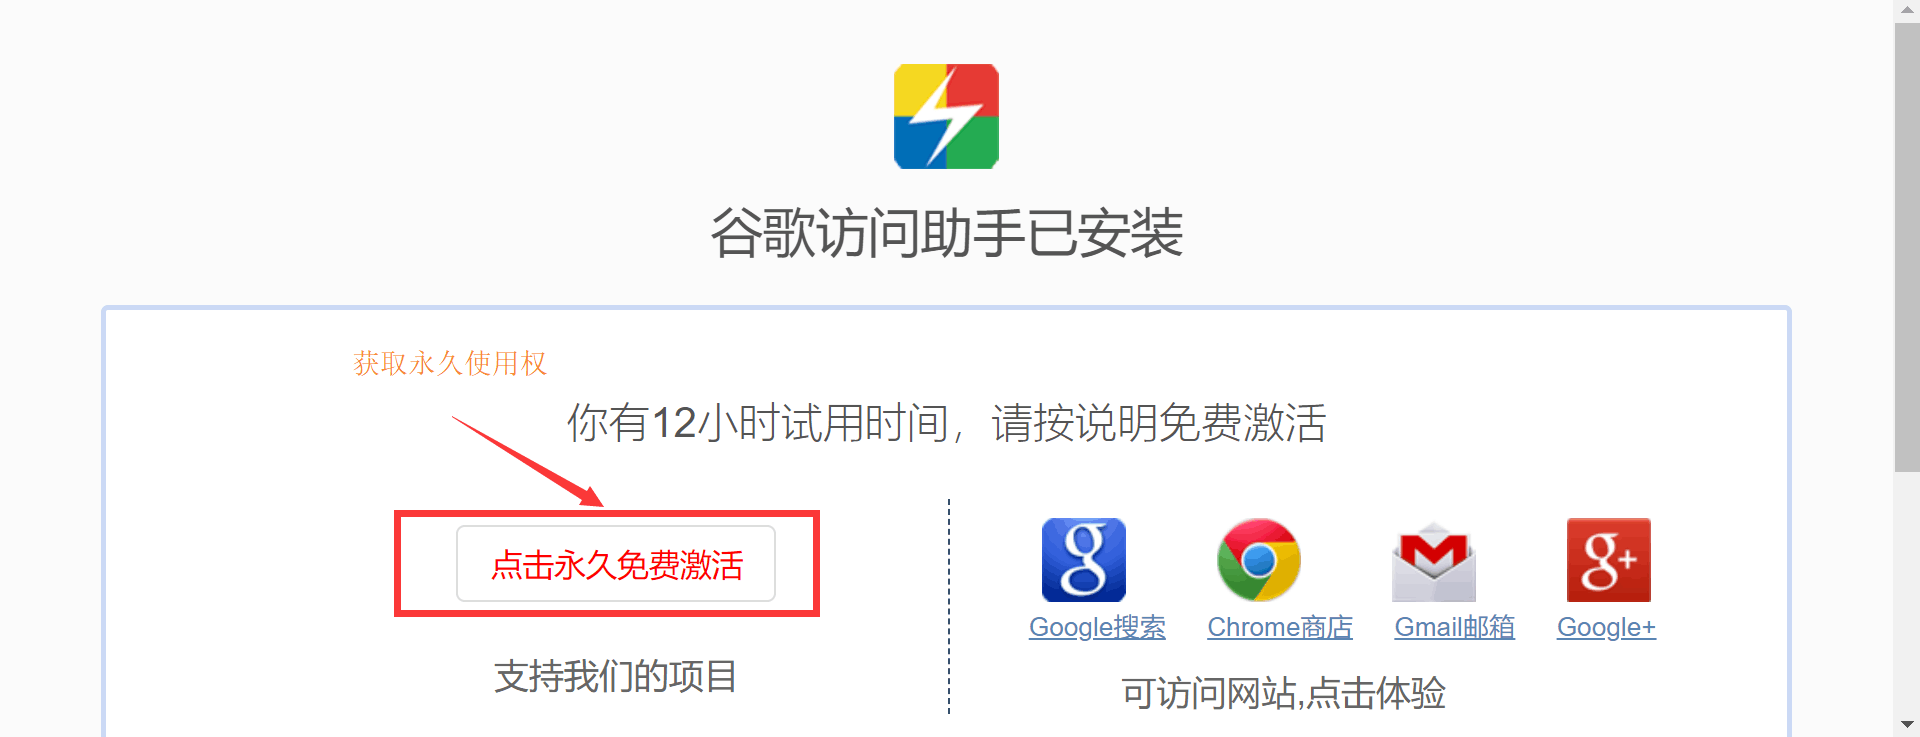 谷歌访问助手已安装
获取永久使用权
你有12小时试用时间，请按说明免费激活
点击永久免费激活
支持我们的项目
Google搜索 Chrome商店 Gmail邮箱 Google+
可访问网站,点击体验